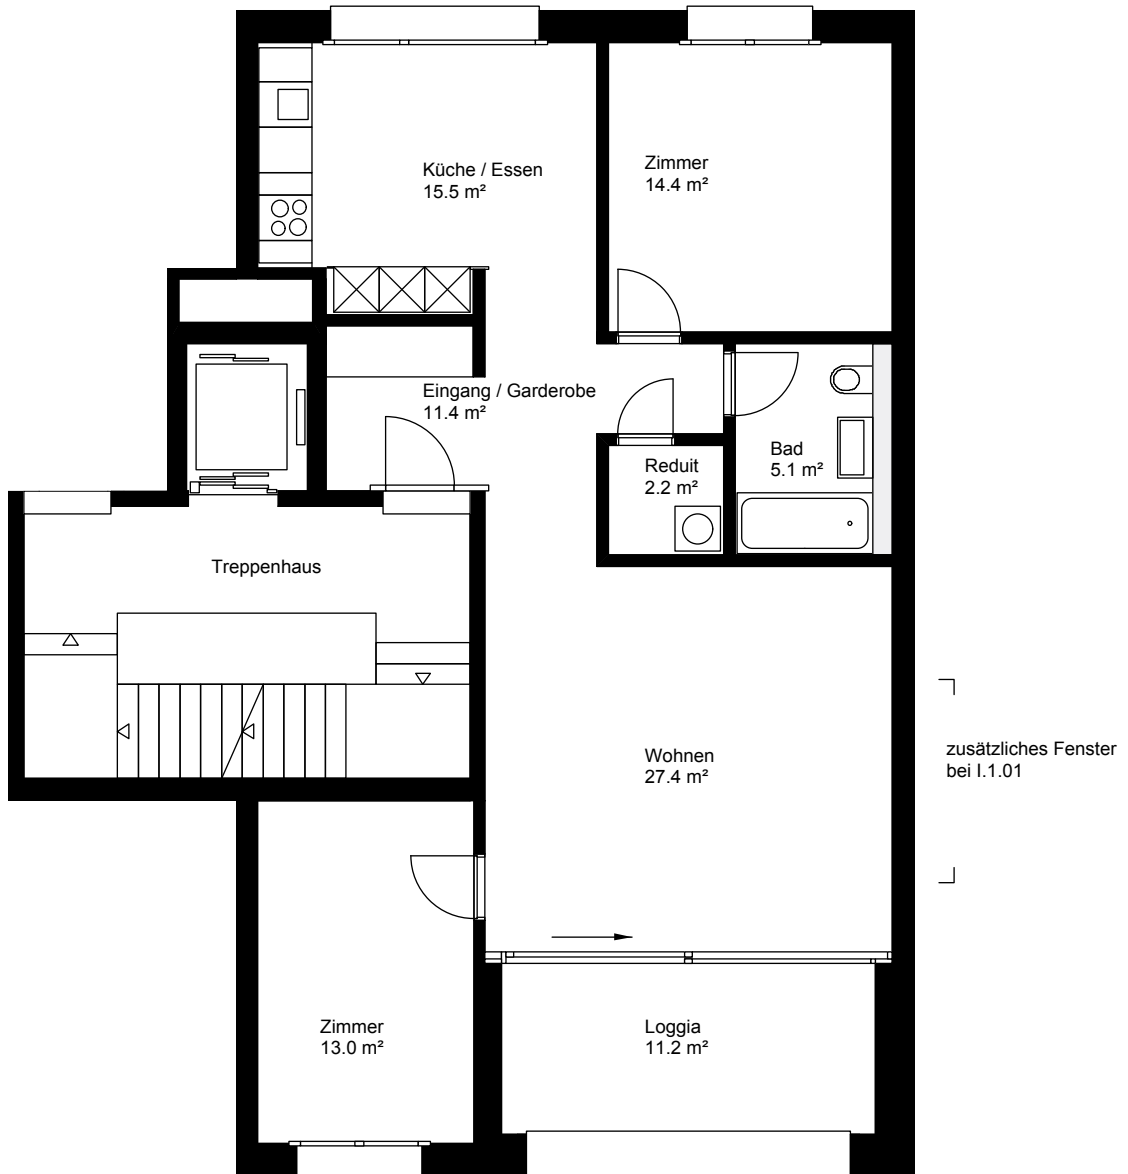 Küche / Essen
15.5 m²
Zimmer
14.4 m²
Eingang / Garderobe
11.4 m²
Bad
5.1 m²
Reduit
2.2 m²
Treppenhaus
Wohnen
27.4 m²
zusätzliches Fenster
bei I.1.01
Zimmer
13.0 m²
Loggia
11.2 m²